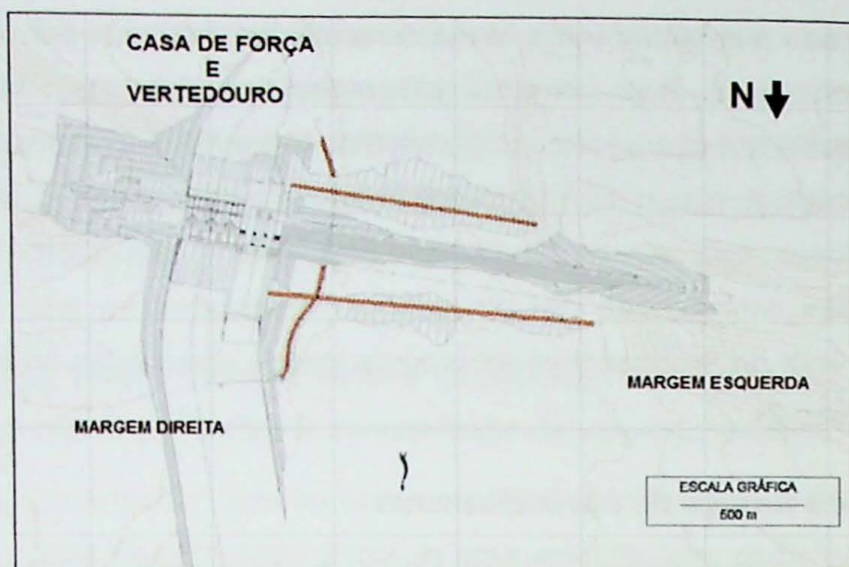 CASA DE FORÇA
E
VERTEDOURO
N
MARGEM ESQUERDA
MARGEM DIREITA
ESCALA GRÁFICA
500 m